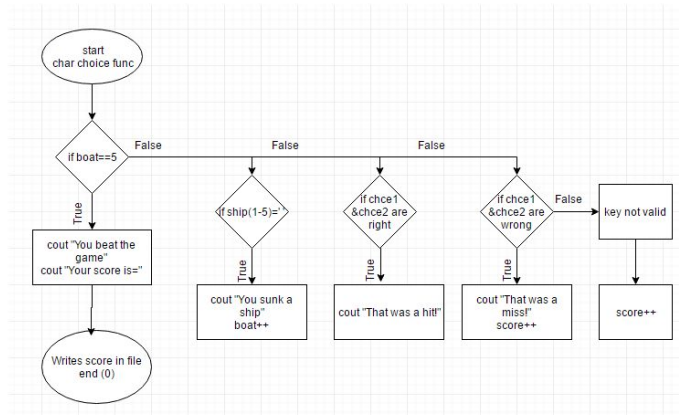 start
char choice func
if boat==5
False
False
False
True
cout "You beat the
game"
cout "Your score is="
Writes score in file
end (0)
if ship(1-5)=' '
True
cout "You sunk a
ship"
boat++
if chce1
&chce2 are
right
True
cout "That was a hit!"
if chce1
&chce2 are
wrong
False
True
cout "That was a
miss!"
score++
key not valid
score++